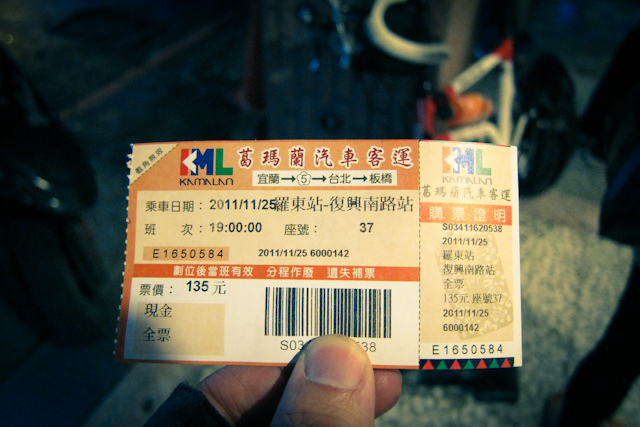 截角無效
KML 葛瑪蘭汽車客運
KAMALAN
宜蘭→⑤→台北→板橋
乘車日期：2011/11/25羅東站-復興南路站
班　次：19:00:00　座號：　37
E1650584　2011/11/25 6000142
劃位後當班有效　分程作廢　遺失補票
票價：135 元
現金
全票
S03 538
KML
KAMALAN
葛瑪蘭汽車客運
購票證明
S03411620538
2011/11/25
羅東站
復興南路站
全票
135元 座號37
2011/11/25
6000142
E1650584